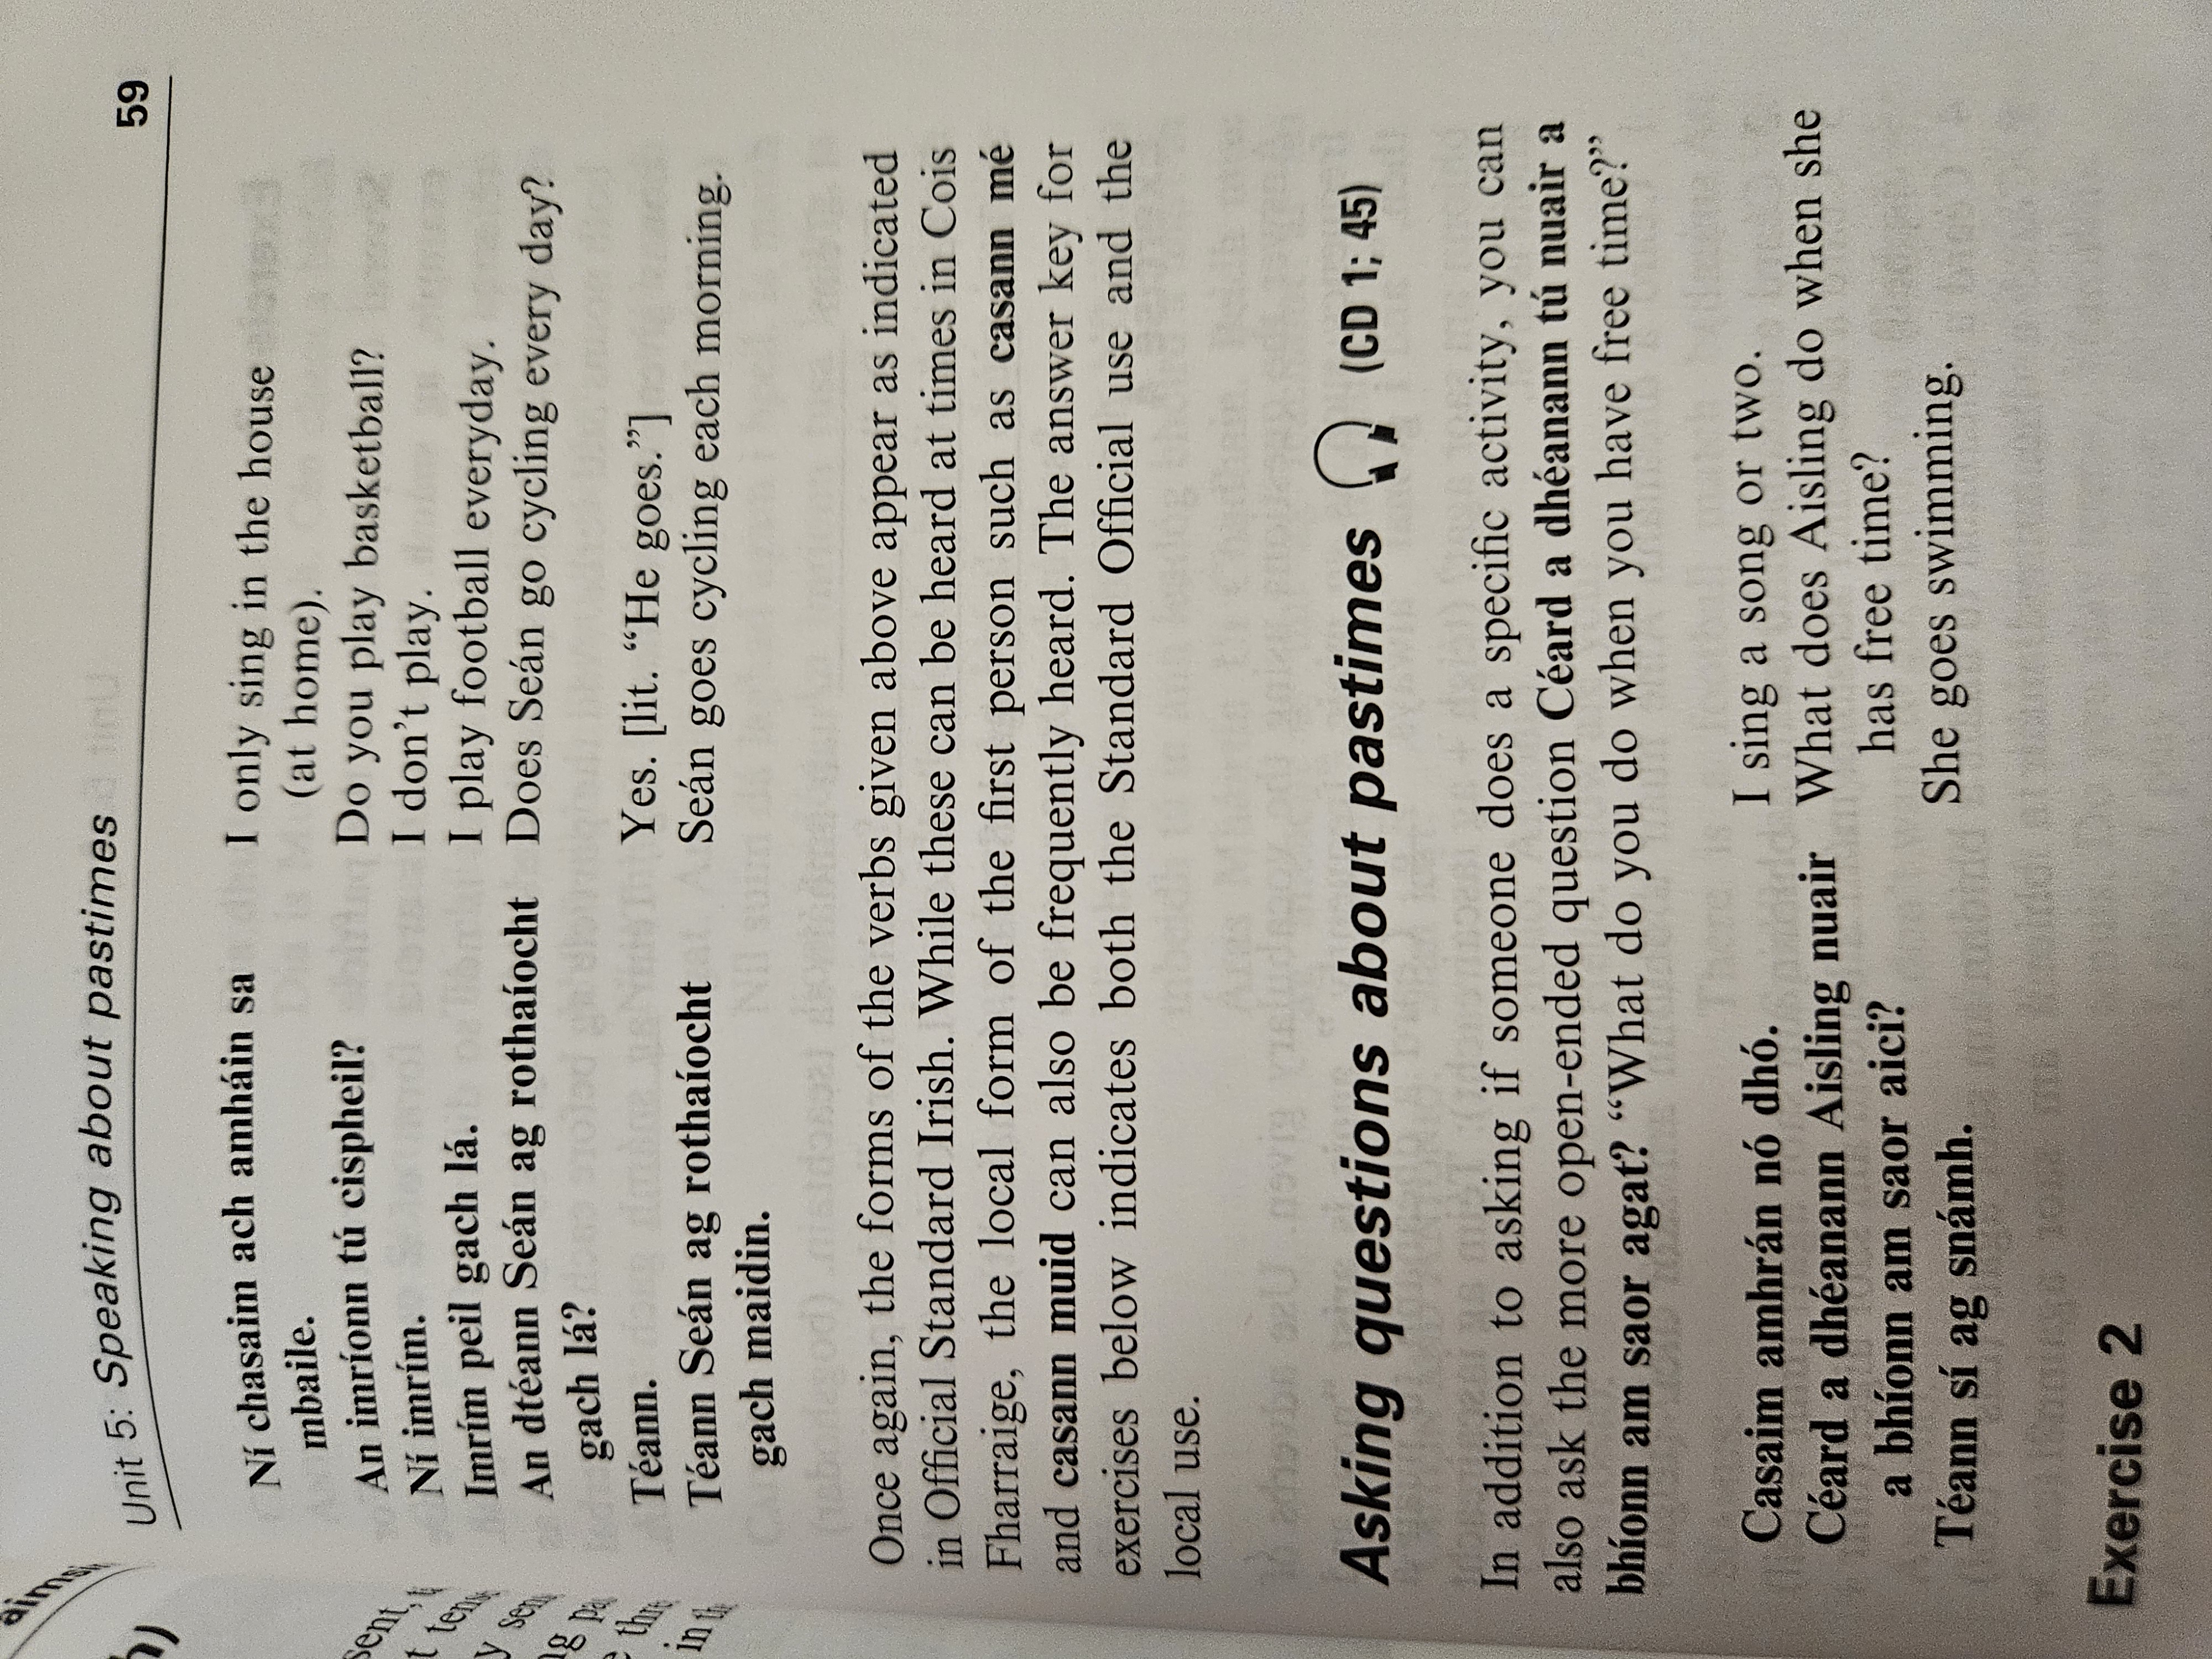 Unit 5: Speaking about pastimes 59
Ní chasaim ach amháin sa I only sing in the house
mbaile. (at home).
An imríonn tú cispheil? Do you play basketball?
Ní imrím. I don't play.
Imrím peil gach lá. I play football everyday.
An dtéann Seán ag rothaíocht Does Seán go cycling every day?
gach lá?
Téann. Yes. [lit. "He goes."]
Téann Seán ag rothaíocht Seán goes cycling each morning.
gach maidin.
Once again, the forms of the verbs given above appear as indicated
in Official Standard Irish. While these can be heard at times in Cois
Fharraige, the local form of the first person such as casann mé
and casann muid can also be frequently heard. The answer key for
exercises below indicates both the Standard Official use and the
local use.
Asking questions about pastimes (CD 1; 45)
In addition to asking if someone does a specific activity, you can
also ask the more open-ended question Céard a dhéanann tú nuair a
bhíonn am saor agat? "What do you do when you have free time?"
Casaim amhrán nó dhó. I sing a song or two.
Céard a dhéanann Aisling nuair What does Aisling do when she
a bhíonn am saor aici? has free time?
Téann sí ag snámh. She goes swimming.
Exercise 2